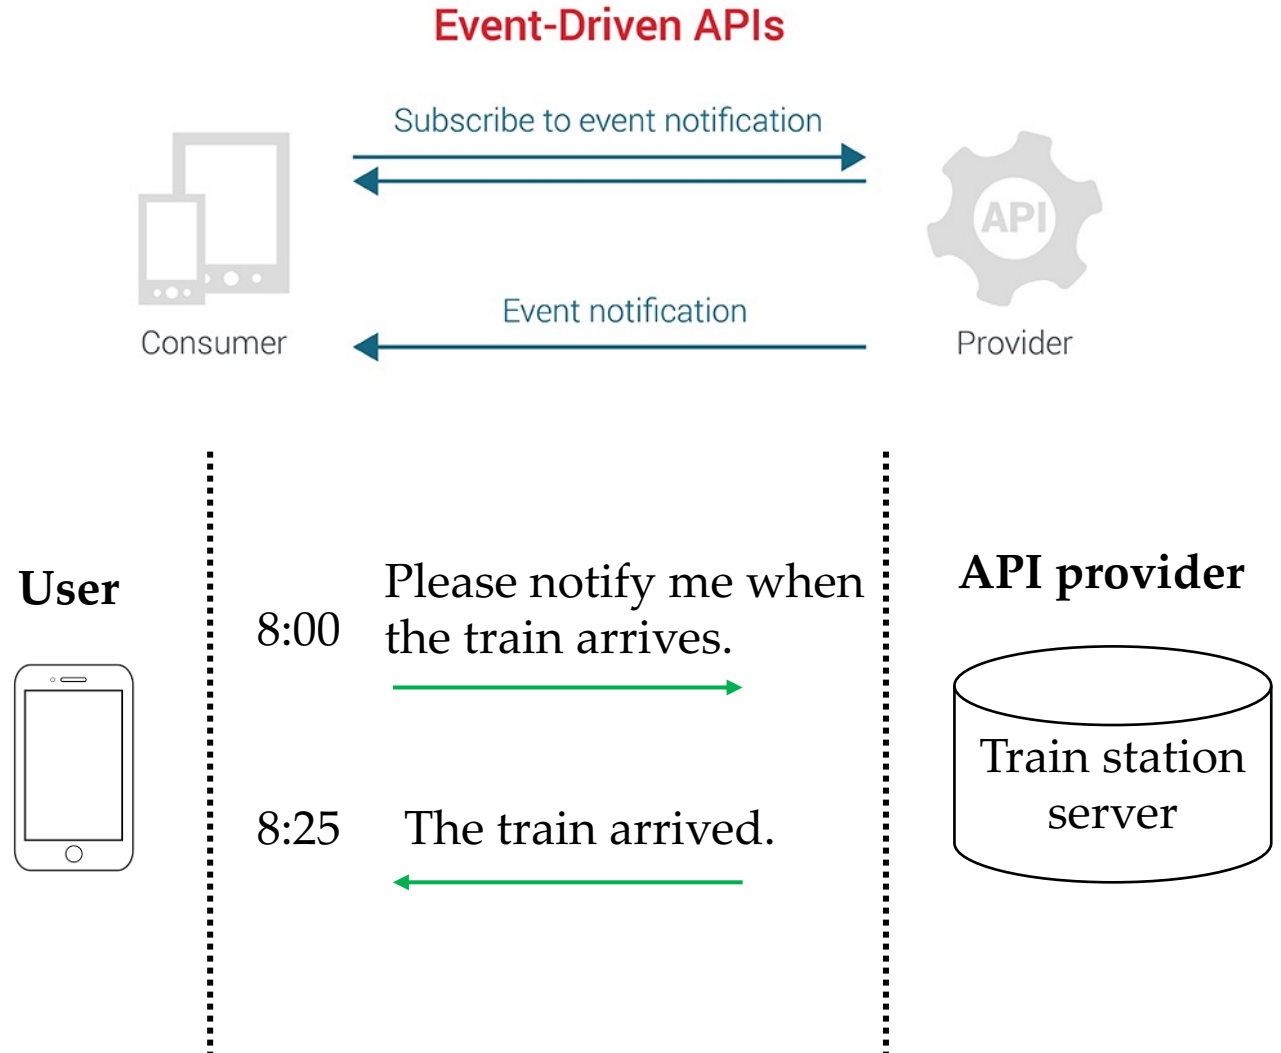 Event-Driven APIs
Subscribe to event notification
API
Event notification
Consumer
Provider
User
8:00
Please notify me when
the train arrives.
API provider
Train station
server
8:25
The train arrived.